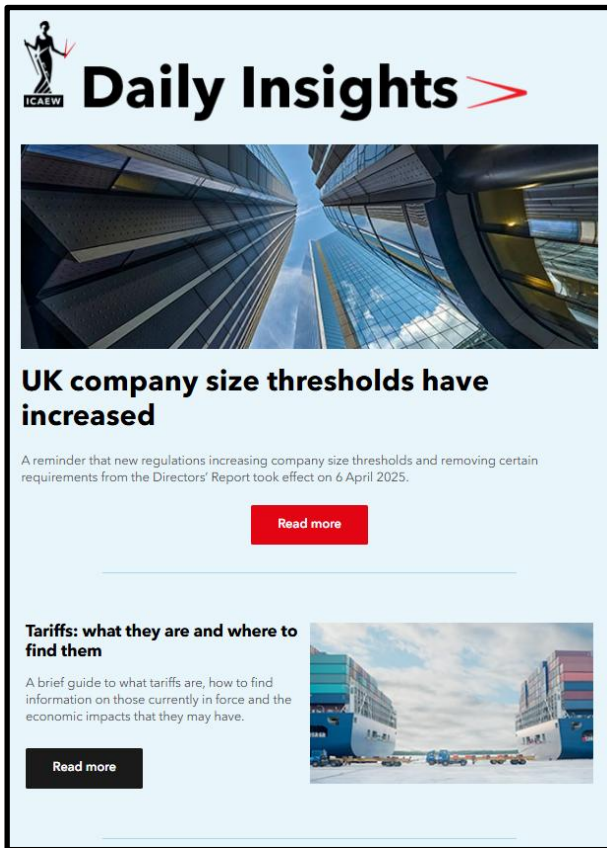 ICAEW
Daily Insights
UK company size thresholds have
increased
A reminder that new regulations increasing company size thresholds and removing certain
requirements from the Directors' Report took effect on 6 April 2025.
Read more
Tariffs: what they are and where to
find them
A brief guide to what tariffs are, how to find
information on those currently in force and the
economic impacts that they may have.
Read more